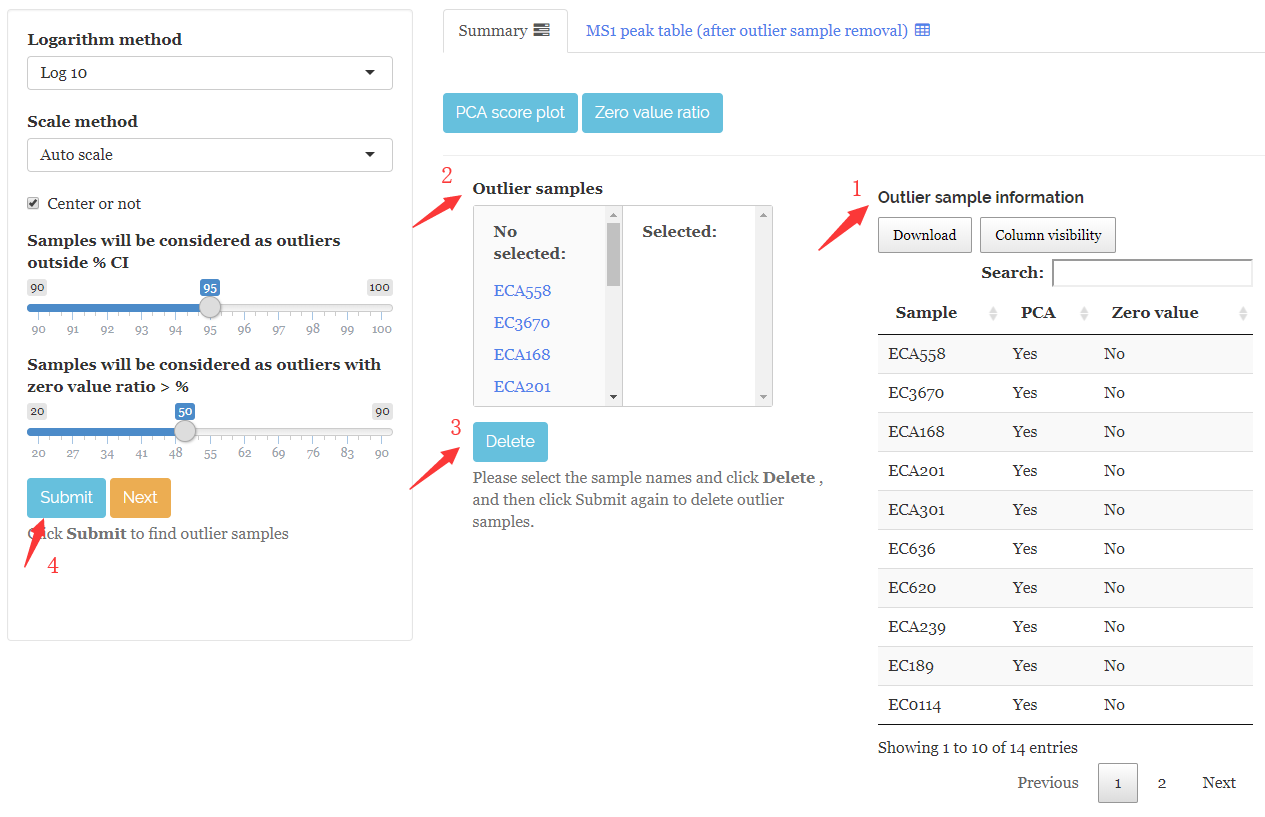 Logarithm method
Log 10
Scale method
Auto scale
Center or not
Samples will be considered as outliers
outside % CI
90 95 100
90 91 92 93 94 95 96 97 98 99 100
Samples will be considered as outliers with
zero value ratio > %
20 50 90
20 27 34 41 48 55 62 69 76 83 90
Submit Next
Click Submit to find outlier samples
4
Summary MS1 peak table (after outlier sample removal)
PCA score plot Zero value ratio
2
Outlier samples
No
selected:
ECA558
EC3670
ECA168
ECA201
Selected:
3
Delete
Please select the sample names and click Delete ,
and then click Submit again to delete outlier
samples.
1
Outlier sample information
Download Column visibility
Search:
Sample PCA Zero value
ECA558 Yes No
EC3670 Yes No
ECA168 Yes No
ECA201 Yes No
ECA301 Yes No
EC636 Yes No
EC620 Yes No
ECA239 Yes No
EC189 Yes No
EC0114 Yes No
Showing 1 to 10 of 14 entries
Previous 1 2 Next